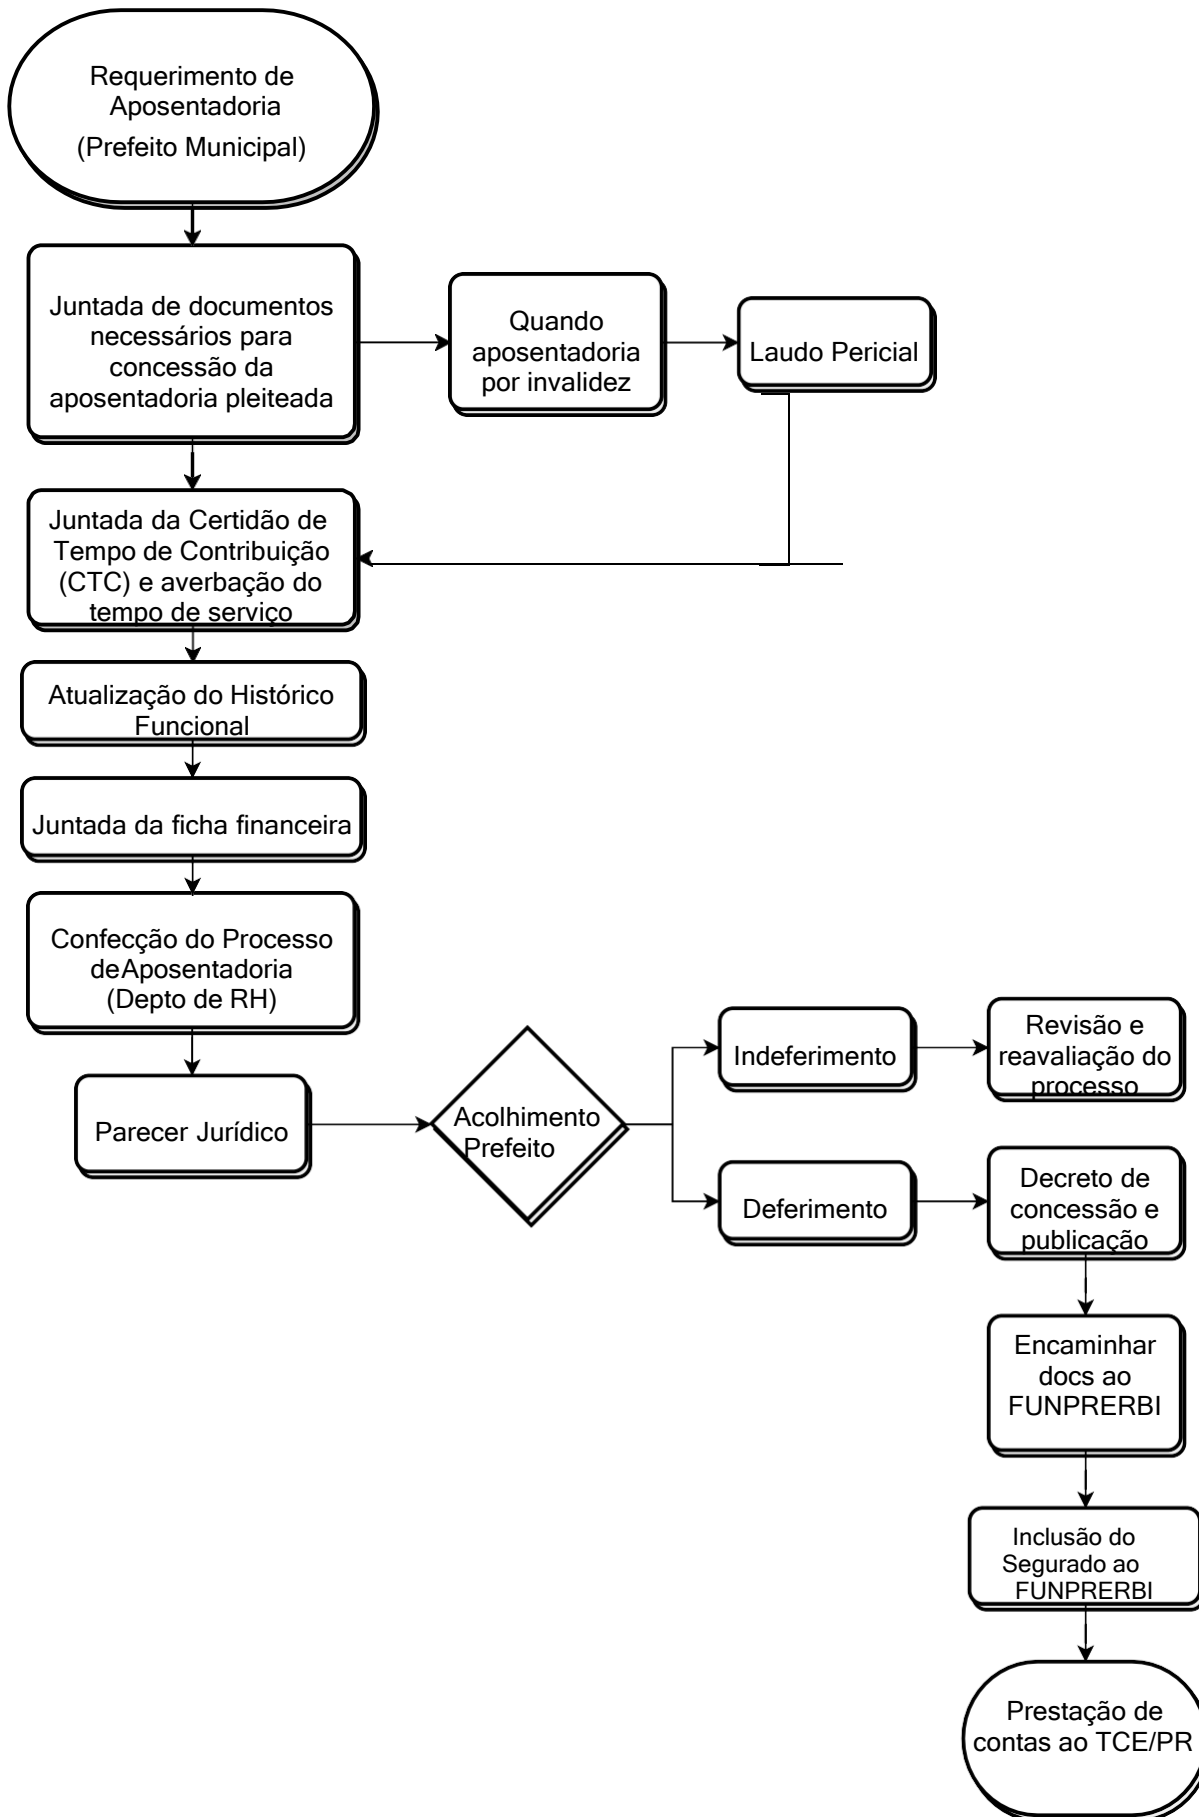 Requerimento de
Aposentadoria
(Prefeito Municipal)
Juntada de documentos
necessários para
concessão da
aposentadoria pleiteada
Quando
aposentadoria
por invalidez
Laudo Pericial
Juntada da Certidão de
Tempo de Contribuição
(CTC) e averbação do
tempo de serviço
Atualização do Histórico
Funcional
Juntada da ficha financeira
Confecção do Processo
deAposentadoria
(Depto de RH)
Parecer Jurídico
Acolhimento
Prefeito
Indeferimento
Revisão e
reavaliação do
processo
Deferimento
Decreto de
concessão e
publicação
Encaminhar
docs ao
FUNPRERBI
Inclusão do
Segurado ao
FUNPRERBI
Prestação de
contas ao TCE/PR